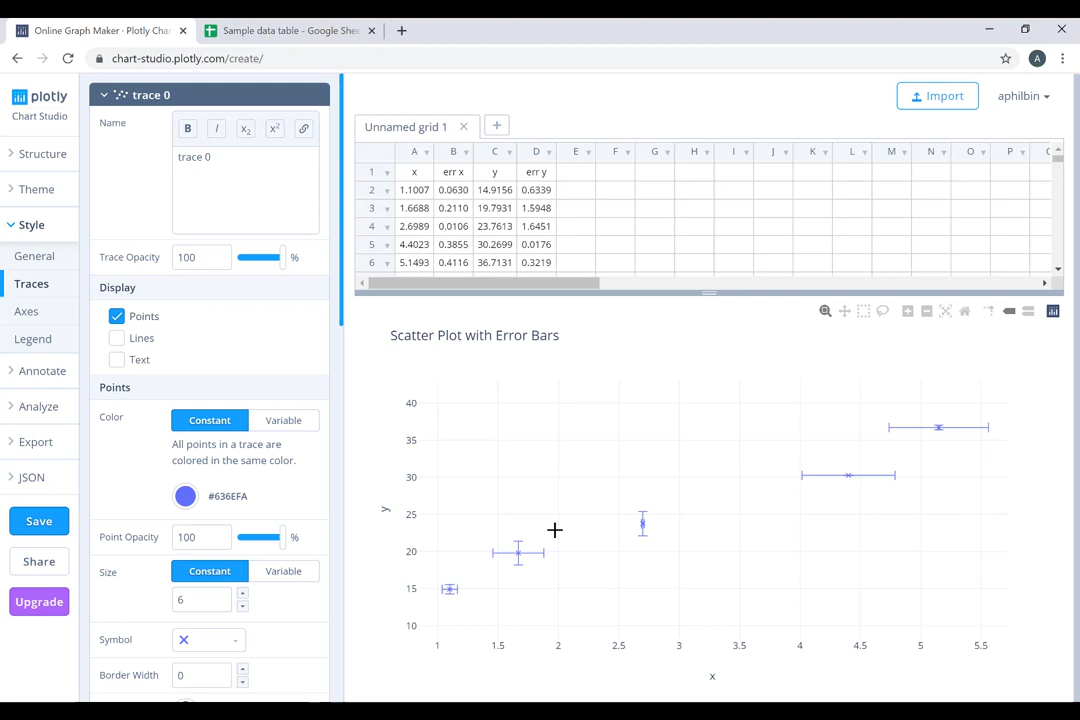 Online Graph Maker · Plotly Cha
Sample data table - Google Shee
chart-studio.plotly.com/create/
A
plotly
Chart Studio
Structure
Theme
Style
General
Traces
Axes
Legend
Annotate
Analyze
Export
JSON
Save
Share
Upgrade
trace 0
Name
B I x2 x2
trace 0
Trace Opacity 100 %
Display
Points
Lines
Text
Points
Color Constant Variable
All points in a trace are
colored in the same color.
#636EFA
Point Opacity 100 %
Size Constant Variable
6
Symbol
Border Width 0
Import
aphilbin
Unnamed grid 1
A B C D E F G H I J K L M N O P
1 x err x y err y
2 1.1007 0.0630 14.9156 0.6339
3 1.6688 0.2110 19.7931 1.5948
4 2.6989 0.0106 23.7613 1.6451
5 4.4023 0.3855 30.2699 0.0176
6 5.1493 0.4116 36.7131 0.3219
Scatter Plot with Error Bars
40
35
30
25
20
15
10
y
1 1.5 2 2.5 3 3.5 4 4.5 5 5.5
x